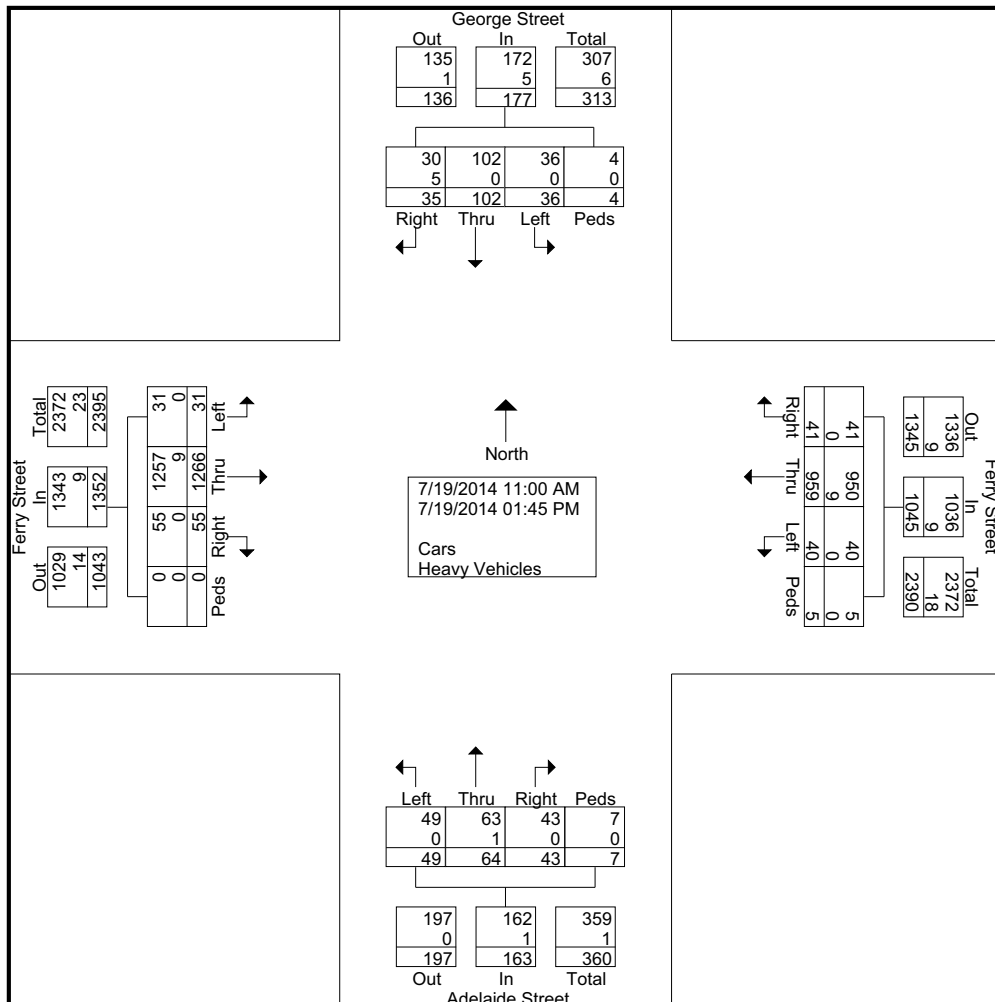 George Street
Out In Total
135 172 307
1 5 6
136 177 313
30 102 36 4
5 0 0 0
35 102 36 4
Right Thru Left Peds
Ferry Street
Total In Out
2372 1343 1029
23 9 14
2395 1352 1043
31 1257 55 0
0 9 0 0
31 1266 55 0
Left Thru Right Peds
North
7/19/2014 11:00 AM
7/19/2014 01:45 PM
Cars
Heavy Vehicles
Ferry Street
Out In Total
1336 1036 2372
9 9 18
1345 1045 2390
41 950 40 5
0 9 0 0
41 959 40 5
Right Thru Left Peds
Left Thru Right Peds
49 63 43 7
0 1 0 0
49 64 43 7
197 162 359
0 1 1
197 163 360
Out In Total
Adelaide Street